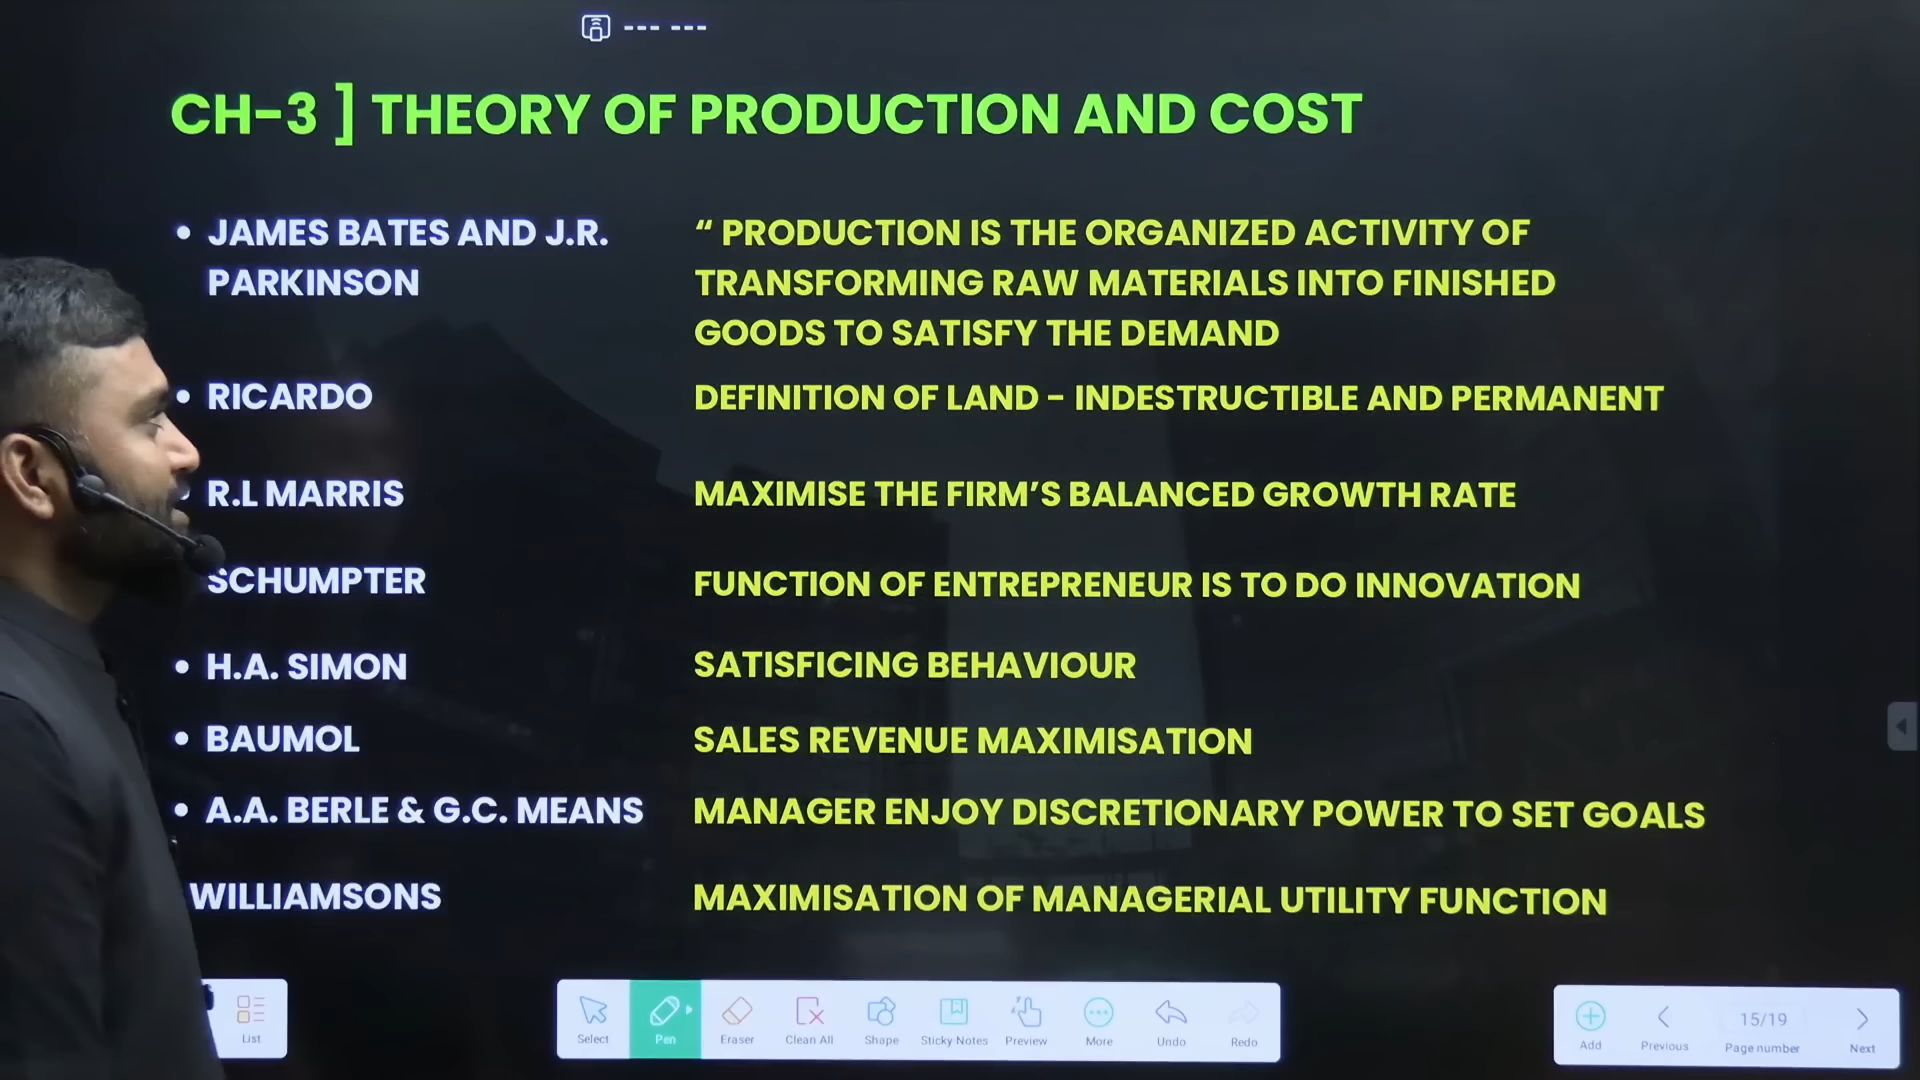 --- ---
CH-3 ] THEORY OF PRODUCTION AND COST
• JAMES BATES AND J.R. PARKINSON
“ PRODUCTION IS THE ORGANIZED ACTIVITY OF
TRANSFORMING RAW MATERIALS INTO FINISHED
GOODS TO SATISFY THE DEMAND
• RICARDO
DEFINITION OF LAND - INDESTRUCTIBLE AND PERMANENT
• R.L MARRIS
MAXIMISE THE FIRM’S BALANCED GROWTH RATE
SCHUMPTER
FUNCTION OF ENTREPRENEUR IS TO DO INNOVATION
• H.A. SIMON
SATISFICING BEHAVIOUR
• BAUMOL
SALES REVENUE MAXIMISATION
• A.A. BERLE & G.C. MEANS
MANAGER ENJOY DISCRETIONARY POWER TO SET GOALS
WILLIAMSONS
MAXIMISATION OF MANAGERIAL UTILITY FUNCTION
List
Select
Pen
Eraser
Clean All
Shape
Sticky Notes
Preview
More
Undo
Redo
Add
Previous
15/19
Page number
Next